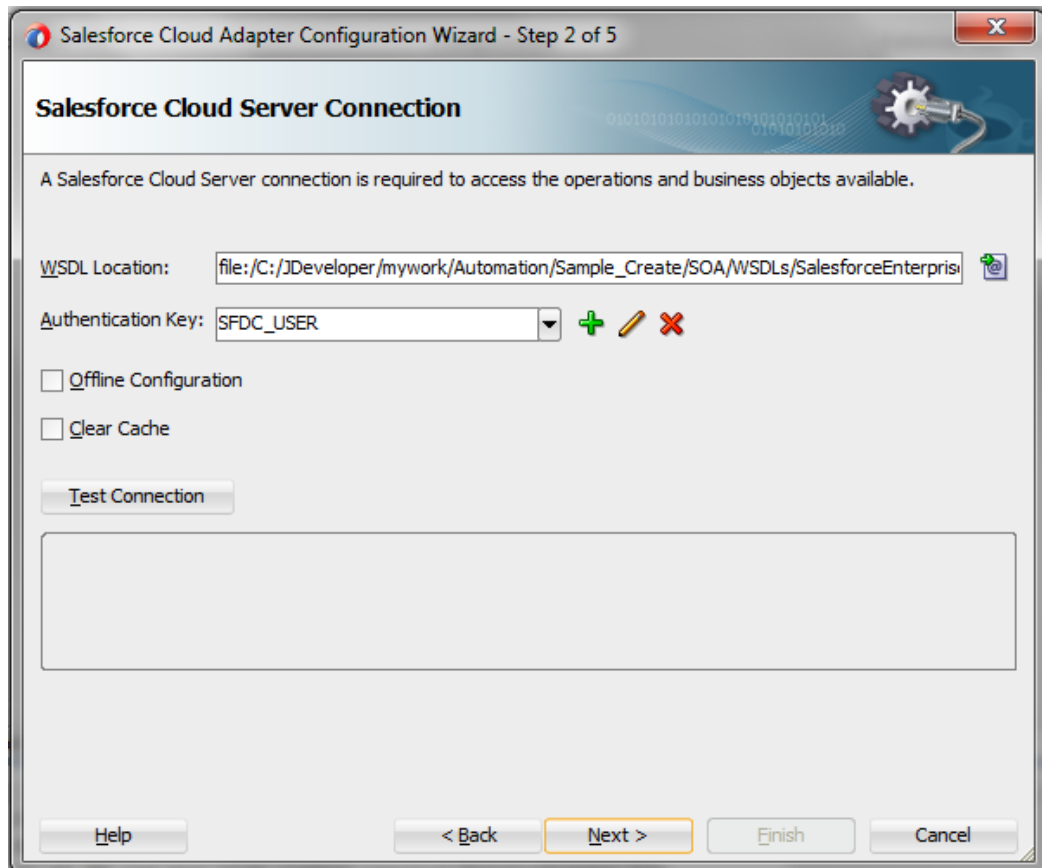 Salesforce Cloud Adapter Configuration Wizard - Step 2 of 5
Salesforce Cloud Server Connection
A Salesforce Cloud Server connection is required to access the operations and business objects available.
WSDL Location: file:/C:/JDeveloper/mywork/Automation/Sample_Create/SOA/WSDLs/SalesforceEnterpris
Authentication Key: SFDC_USER
Offline Configuration
Clear Cache
Test Connection
Help < Back Next > Finish Cancel